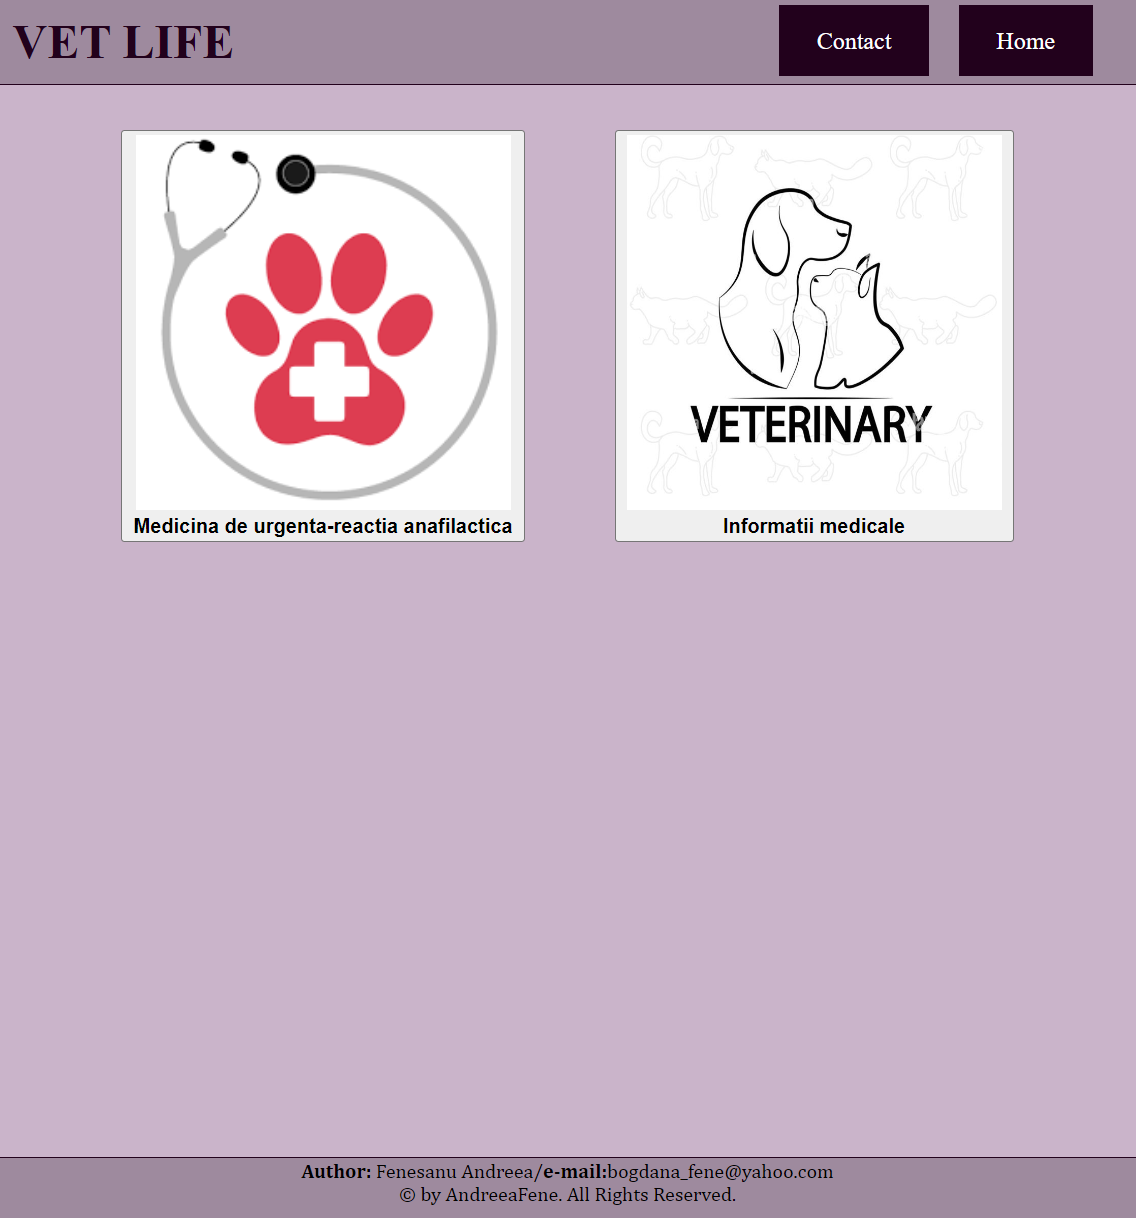 VET LIFE
Contact
Home
VETERINARY
Medicina de urgenta-reactia anafilactica
Informatii medicale
Author: Fenesanu Andreea/e-mail:bogdana_fene@yahoo.com
© by AndreeaFene. All Rights Reserved.